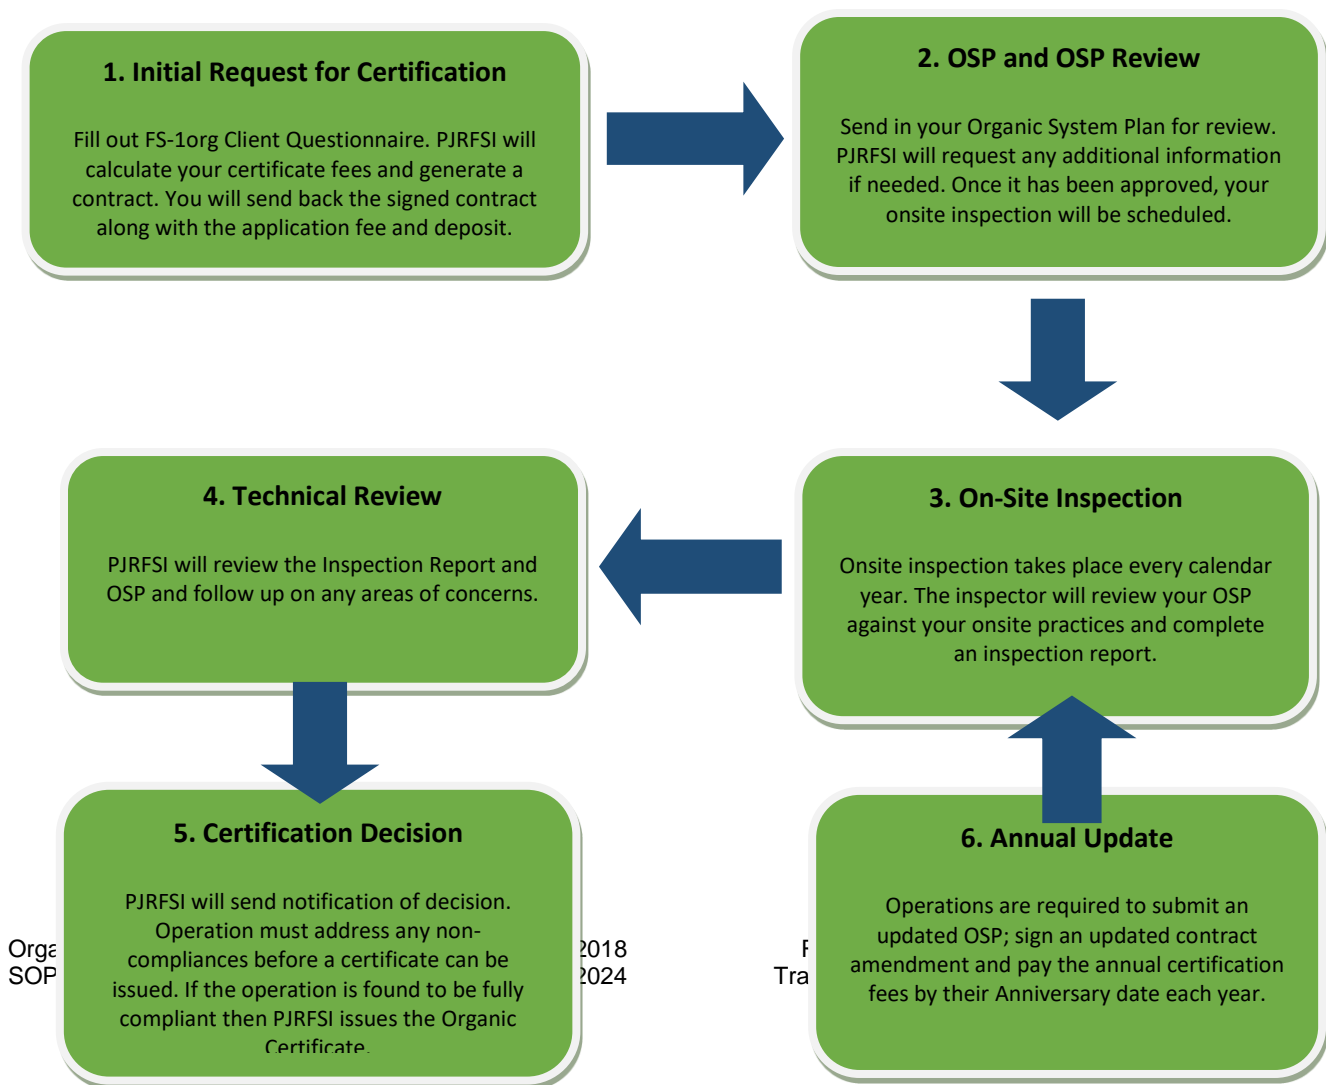 1. Initial Request for Certification
Fill out FS-1org Client Questionnaire. PJRFSI will
calculate your certificate fees and generate a
contract. You will send back the signed contract
along with the application fee and deposit.
2. OSP and OSP Review
Send in your Organic System Plan for review.
PJRFSI will request any additional information
if needed. Once it has been approved, your
onsite inspection will be scheduled.
3. On-Site Inspection
Onsite inspection takes place every calendar
year. The inspector will review your OSP
against your onsite practices and complete
an inspection report.
4. Technical Review
PJRFSI will review the Inspection Report and
OSP and follow up on any areas of concerns.
5. Certification Decision
PJRFSI will send notification of decision.
Operation must address any non-
compliances before a certificate can be
issued. If the operation is found to be fully
compliant then PJRFSI issues the Organic
Certificate.
6. Annual Update
Operations are required to submit an
updated OSP; sign an updated contract
amendment and pay the annual certification
fees by their Anniversary date each year.
2018
SOP 2024